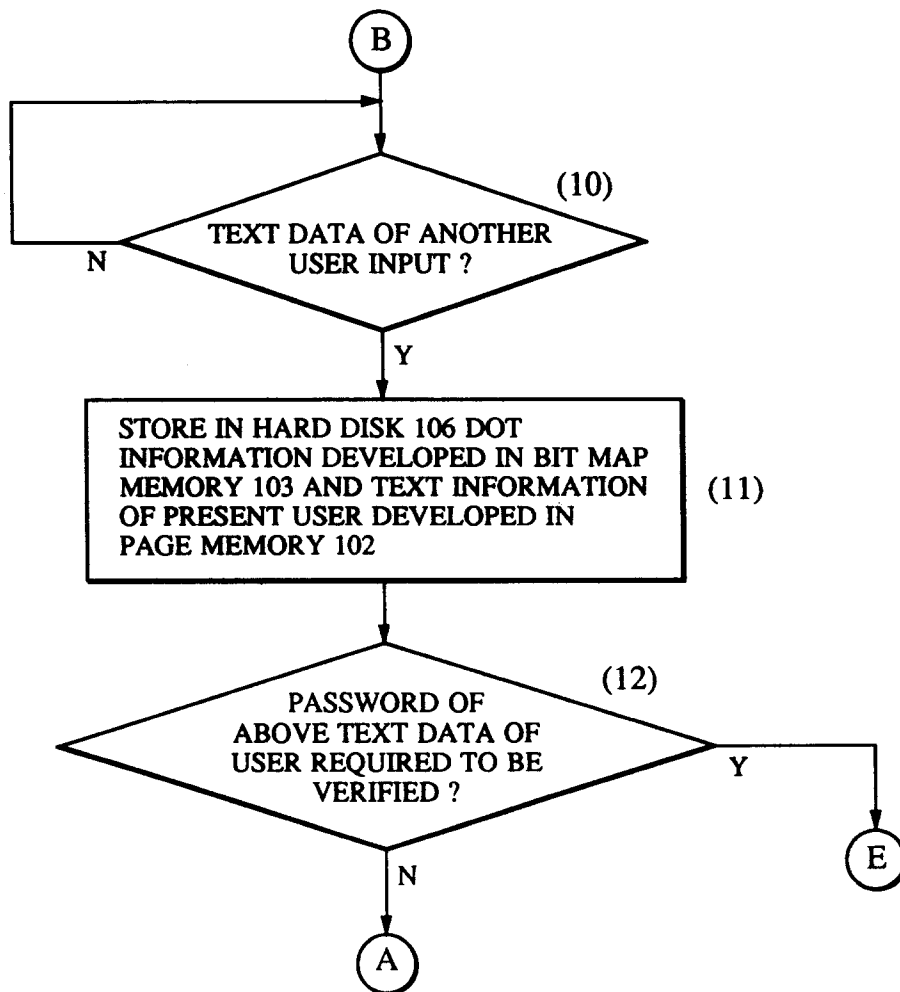 B
(10)
TEXT DATA OF ANOTHER
USER INPUT ?
N
Y
STORE IN HARD DISK 106 DOT
INFORMATION DEVELOPED IN BIT MAP
MEMORY 103 AND TEXT INFORMATION
OF PRESENT USER DEVELOPED IN
PAGE MEMORY 102
(11)
(12)
PASSWORD OF
ABOVE TEXT DATA OF
USER REQUIRED TO BE
VERIFIED ?
Y
N
E
A